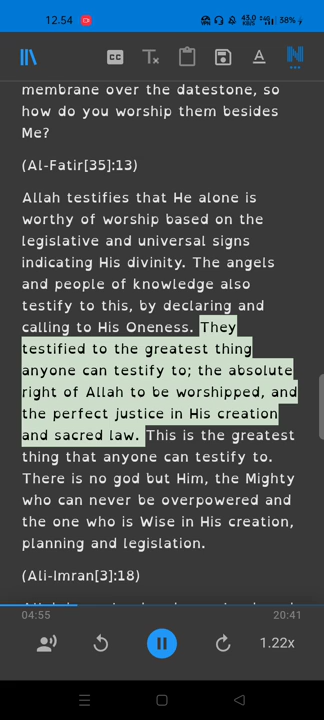 12.54
43.0 KB/S
38%
CC
membrane over the datestone, so
how do you worship them besides
Me?
(Al-Fatir[35]:13)
Allah testifies that He alone is
worthy of worship based on the
legislative and universal signs
indicating His divinity. The angels
and people of knowledge also
testify to this, by declaring and
calling to His Oneness. They
testified to the greatest thing
anyone can testify to; the absolute
right of Allah to be worshipped, and
the perfect justice in His creation
and sacred law. This is the greatest
thing that anyone can testify to.
There is no god but Him, the Mighty
who can never be overpowered and
the one who is Wise in His creation,
planning and legislation.
(Ali-Imran[3]:18)
04:55
20:41
1.22x